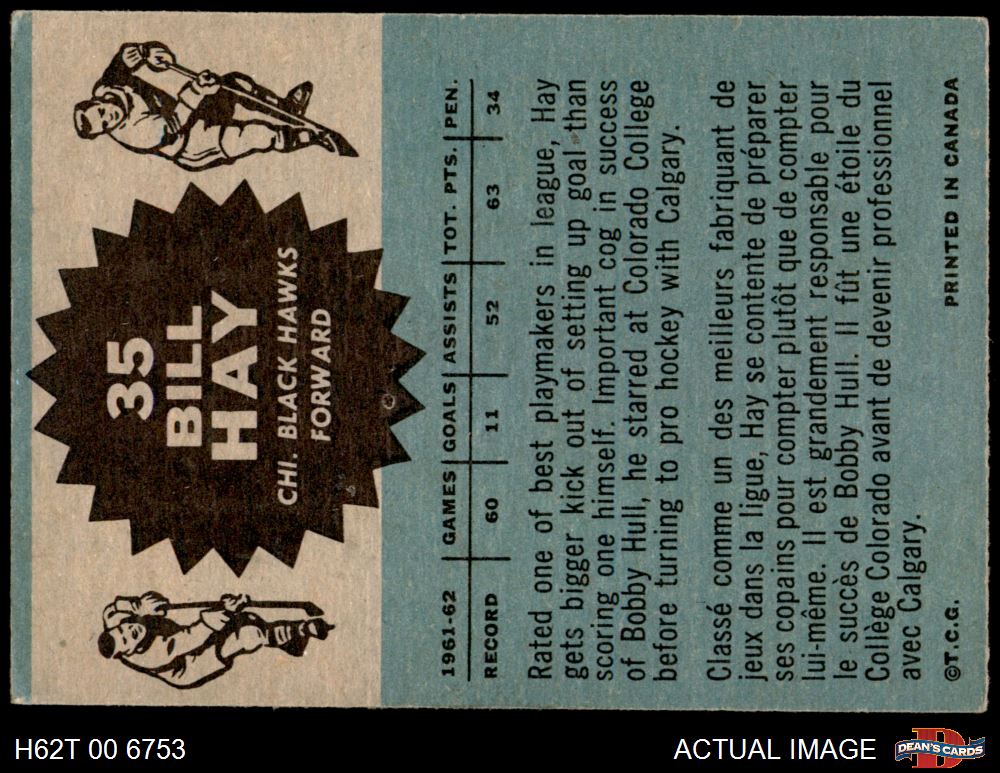 35
BILL
HAY
CHI. BLACK HAWKS
FORWARD
1961-62 GAMES GOALS ASSISTS TOT. PTS. PEN.
RECORD 60 11 52 63 34
Rated one of best playmakers in league, Hay
gets bigger kick out of setting up goal than
scoring one himself. Important cog in success
of Bobby Hull, he starred at Colorado College
before turning to pro hockey with Calgary.
Classé comme un des meilleurs fabriquant de
jeux dans la ligue, Hay se contente de préparer
ses copains pour compter plutôt que de compter
lui-même. Il est grandement responsable pour
le succès de Bobby Hull. Il fût une étoile du
Collège Colorado avant de devenir professionnel
avec Calgary.
©T.C.G. PRINTED IN CANADA
H62T 00 6753 ACTUAL IMAGE
D
DEAN'S CARDS